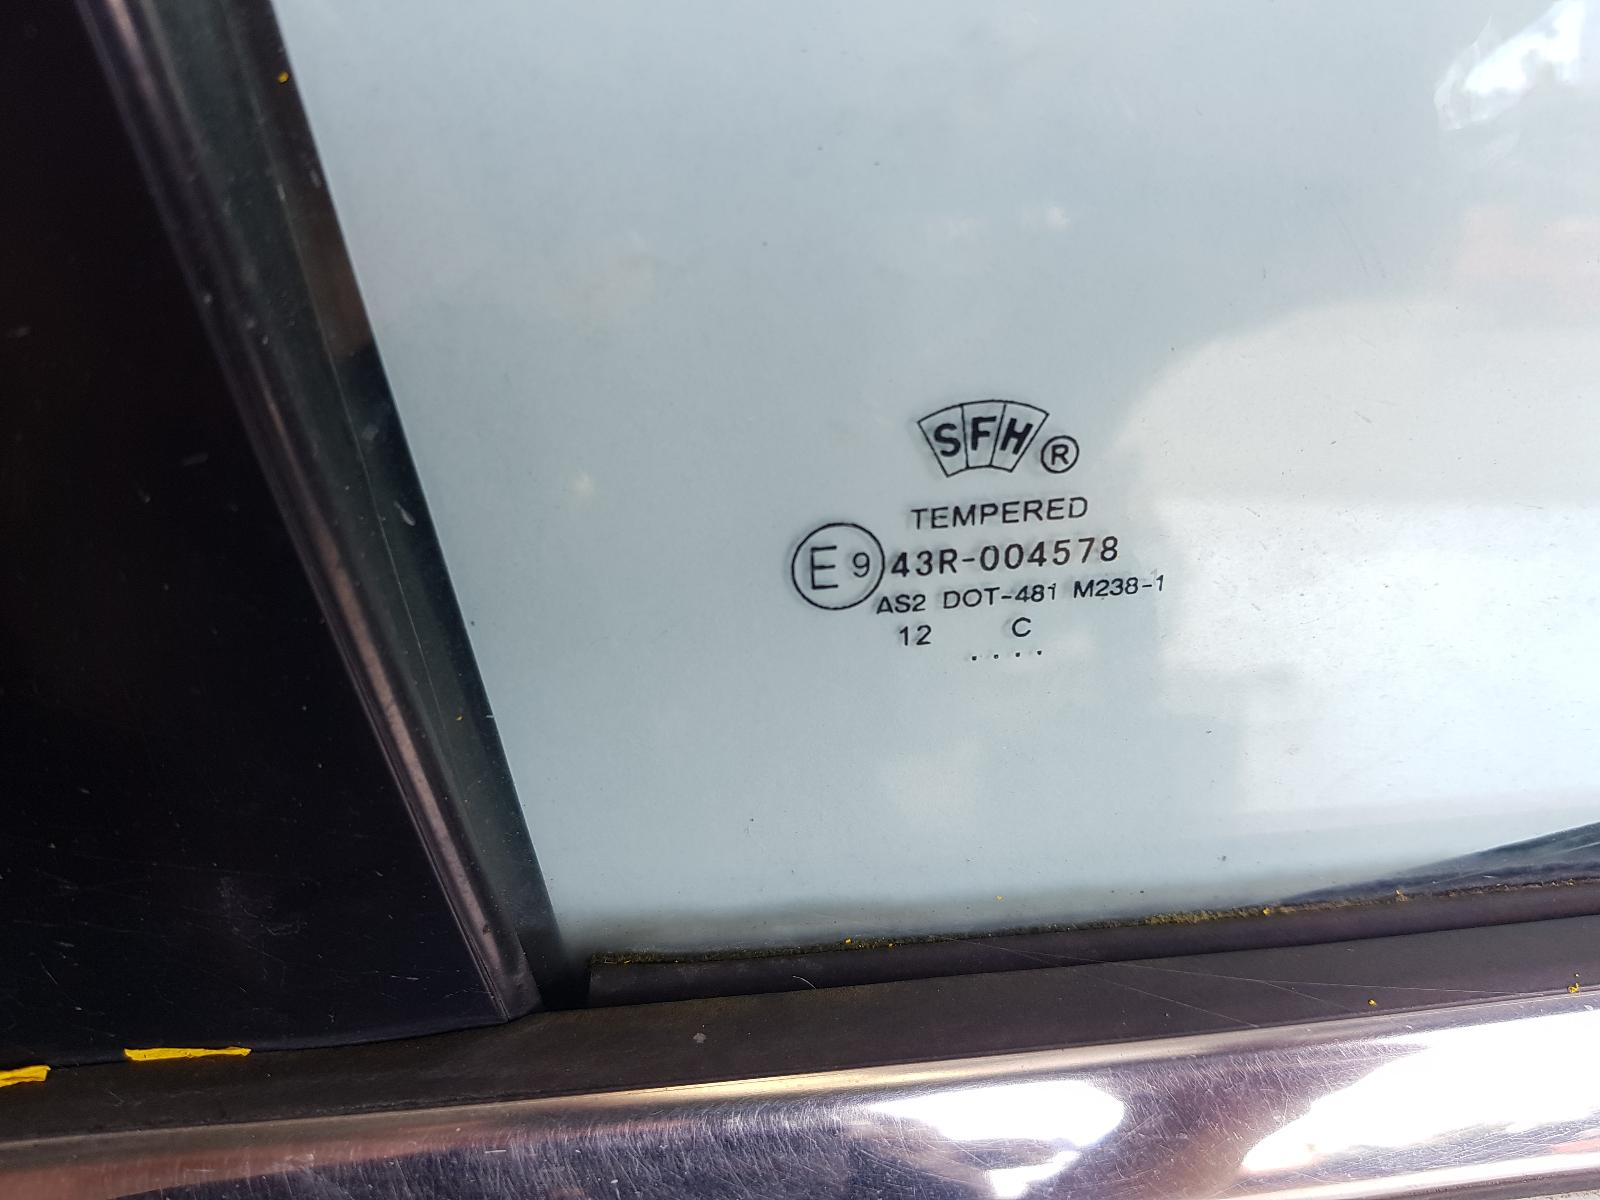 SFH ®
TEMPERED
E9 43R-004578
AS2 DOT-481 M238-1
12 C
....